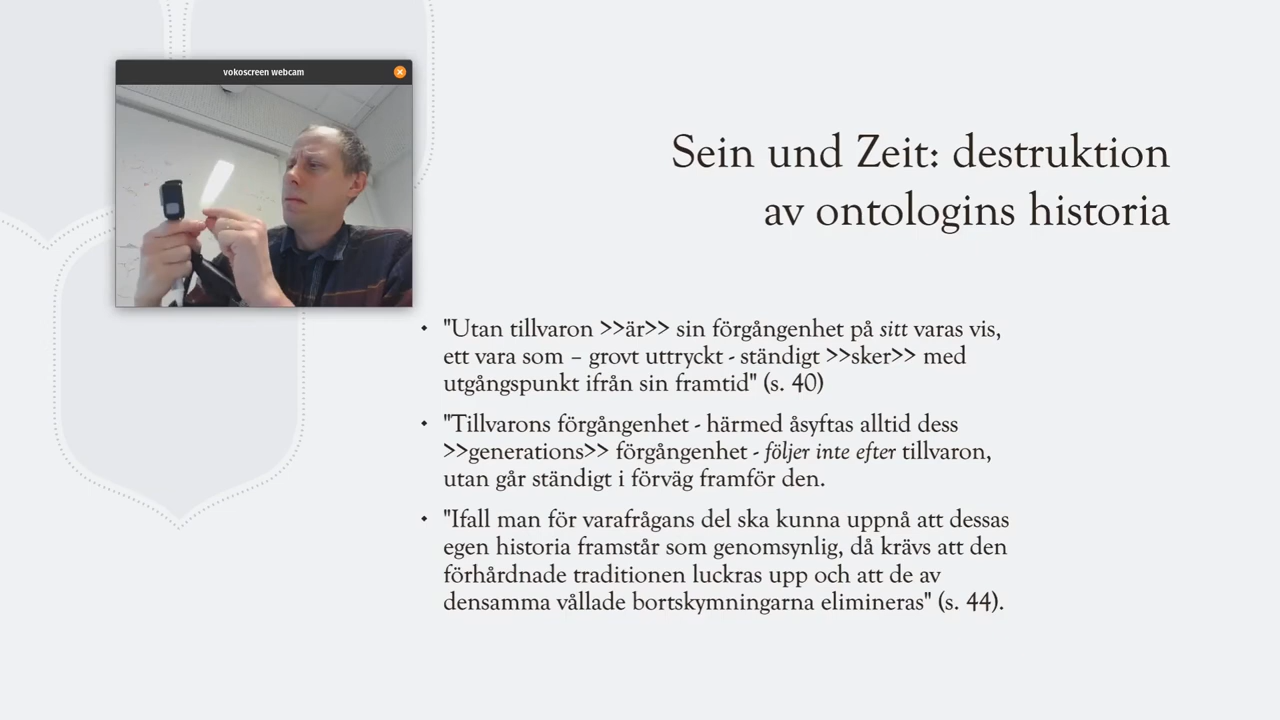 vokoscreen webcam
Sein und Zeit: destruktion
av ontologins historia
"Utan tillvaron >>är>> sin förgångenhet på sitt varas vis,
ett vara som – grovt uttryckt - ständigt >>sker>> med
utgångspunkt ifrån sin framtid" (s. 40)
"Tillvarons förgångenhet - härmed åsyftas alltid dess
>>generations>> förgångenhet - följer inte efter tillvaron,
utan går ständigt i förväg framför den.
"Ifall man för varafrågans del ska kunna uppnå att dessas
egen historia framstår som genomsynlig, då krävs att den
förhårdnade traditionen luckras upp och att de av
densamma vållade bortskymningarna elimineras" (s. 44).